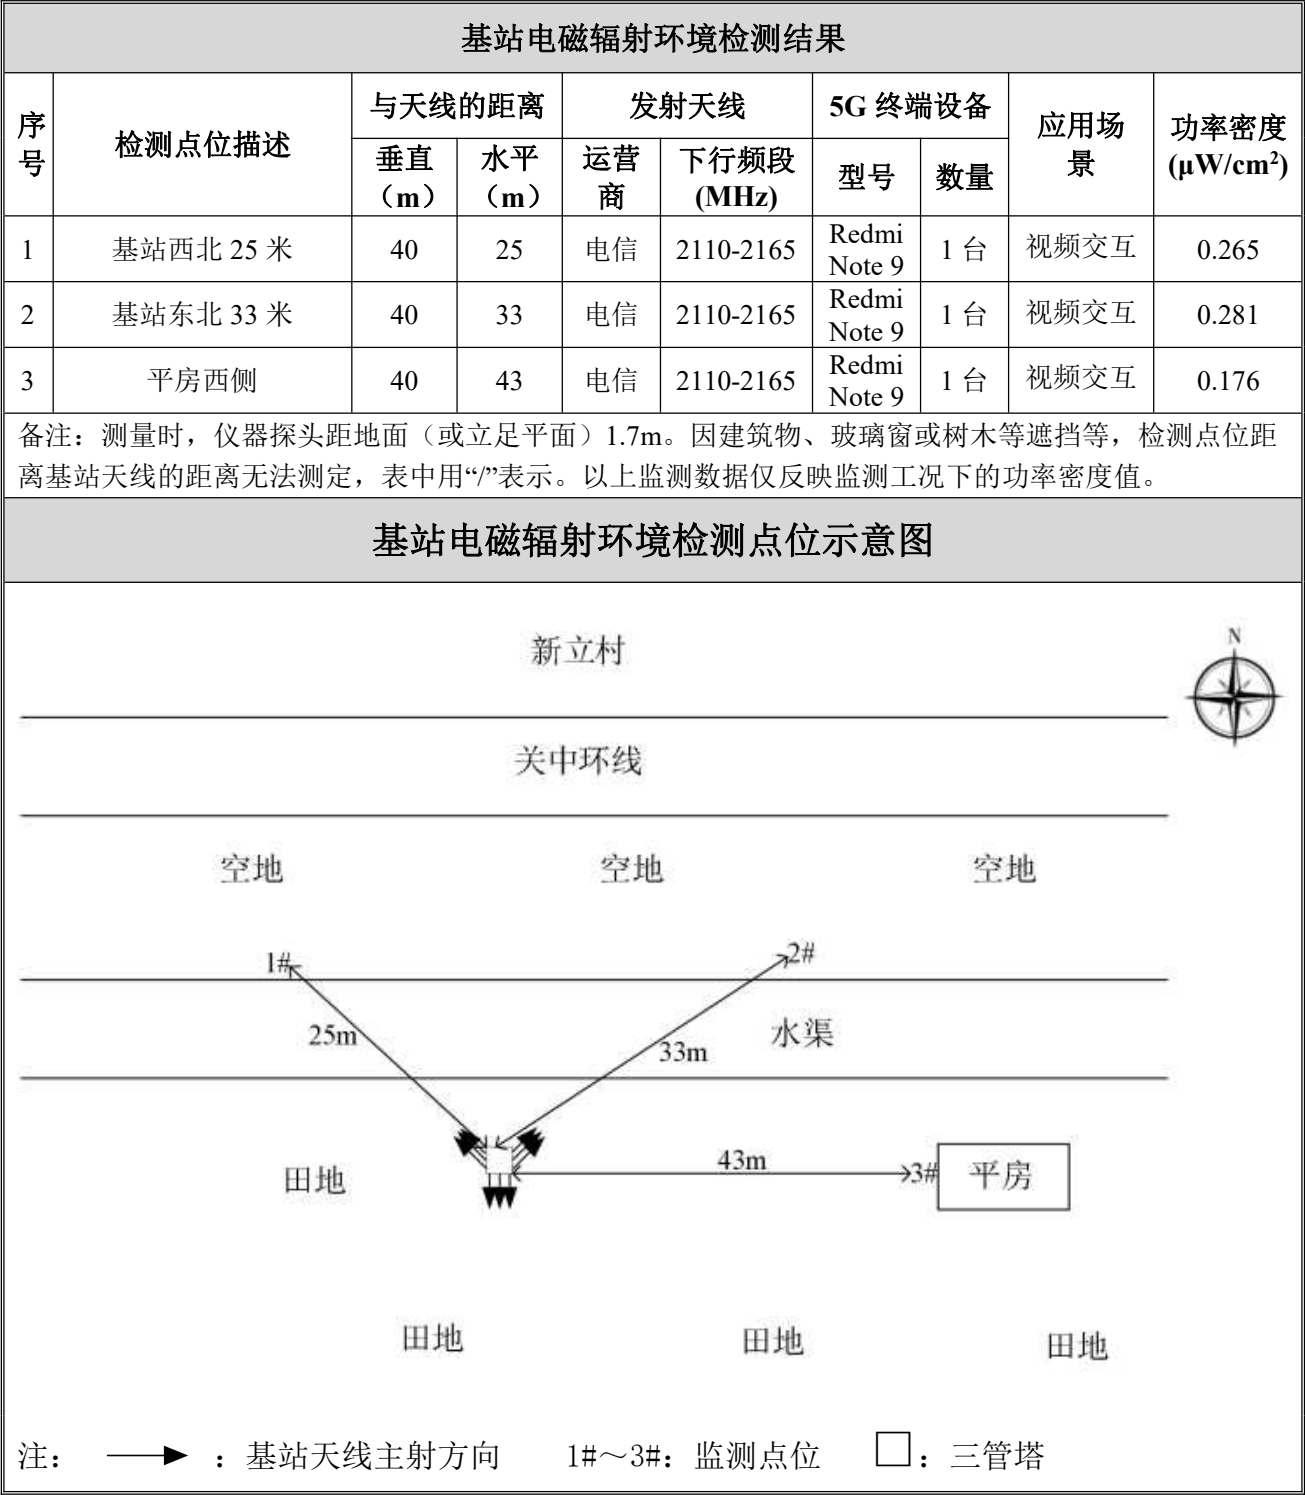 基站电磁辐射环境检测结果
序号 检测点位描述 与天线的距离 发射天线 5G 终端设备 应用场景 功率密度(μW/cm²)
垂直（m） 水平（m） 运营商 下行频段(MHz) 型号 数量
1 基站西北 25 米 40 25 电信 2110-2165 Redmi Note 9 1 台 视频交互 0.265
2 基站东北 33 米 40 33 电信 2110-2165 Redmi Note 9 1 台 视频交互 0.281
3 平房西侧 40 43 电信 2110-2165 Redmi Note 9 1 台 视频交互 0.176
备注：测量时，仪器探头距地面（或立足平面）1.7m。因建筑物、玻璃窗或树木等遮挡等，检测点位距
离基站天线的距离无法测定，表中用“/”表示。以上监测数据仅反映监测工况下的功率密度值。
基站电磁辐射环境检测点位示意图
新立村
N
关中环线
空地 空地 空地
1# 2#
25m 33m 水渠
田地 43m 3# 平房
田地 田地 田地
注： ：基站天线主射方向 1#～3#：监测点位 ：三管塔